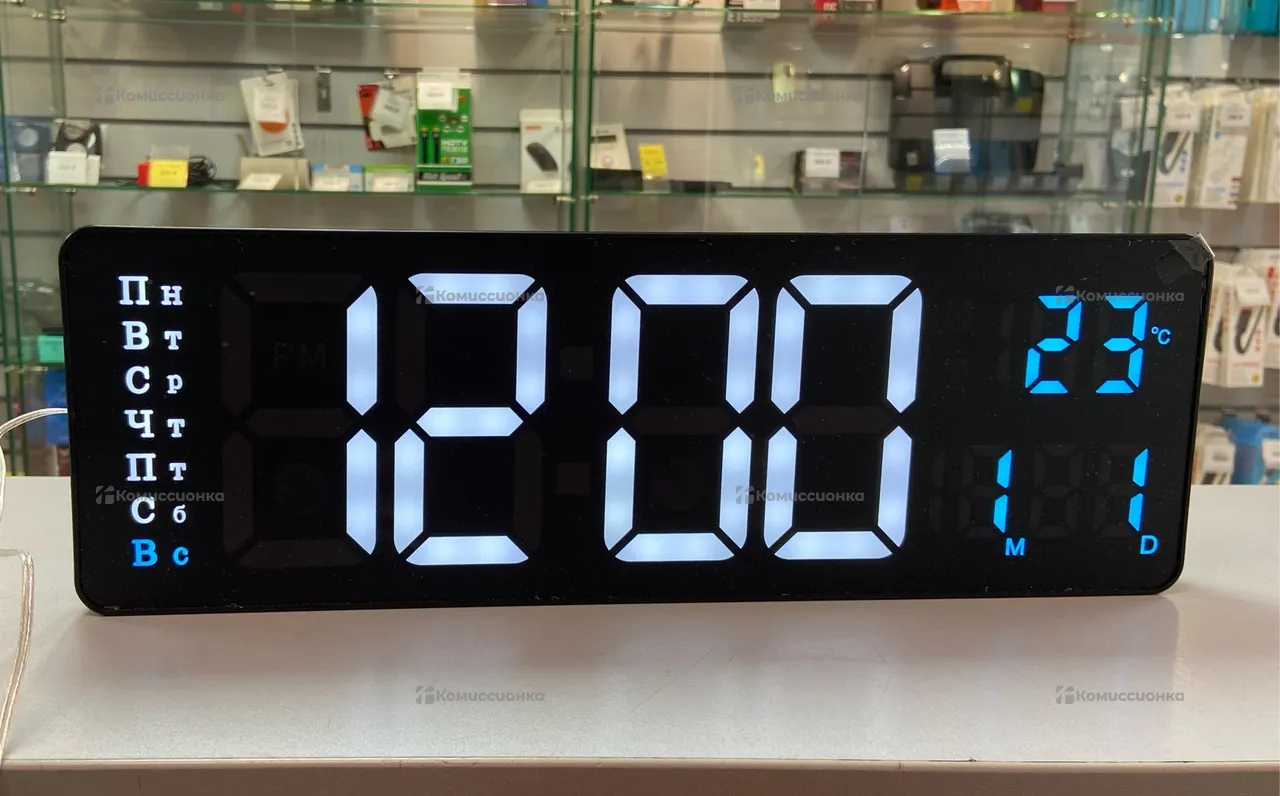 Комиссионка Комиссионка
Пн
Вт
Ср
Чт
Пт
Сб
Вс
PM
12 00
23 °C
1 M 1 D
Комиссионка Комиссионка
Комиссионка Комиссионка
Комиссионка Комиссионка